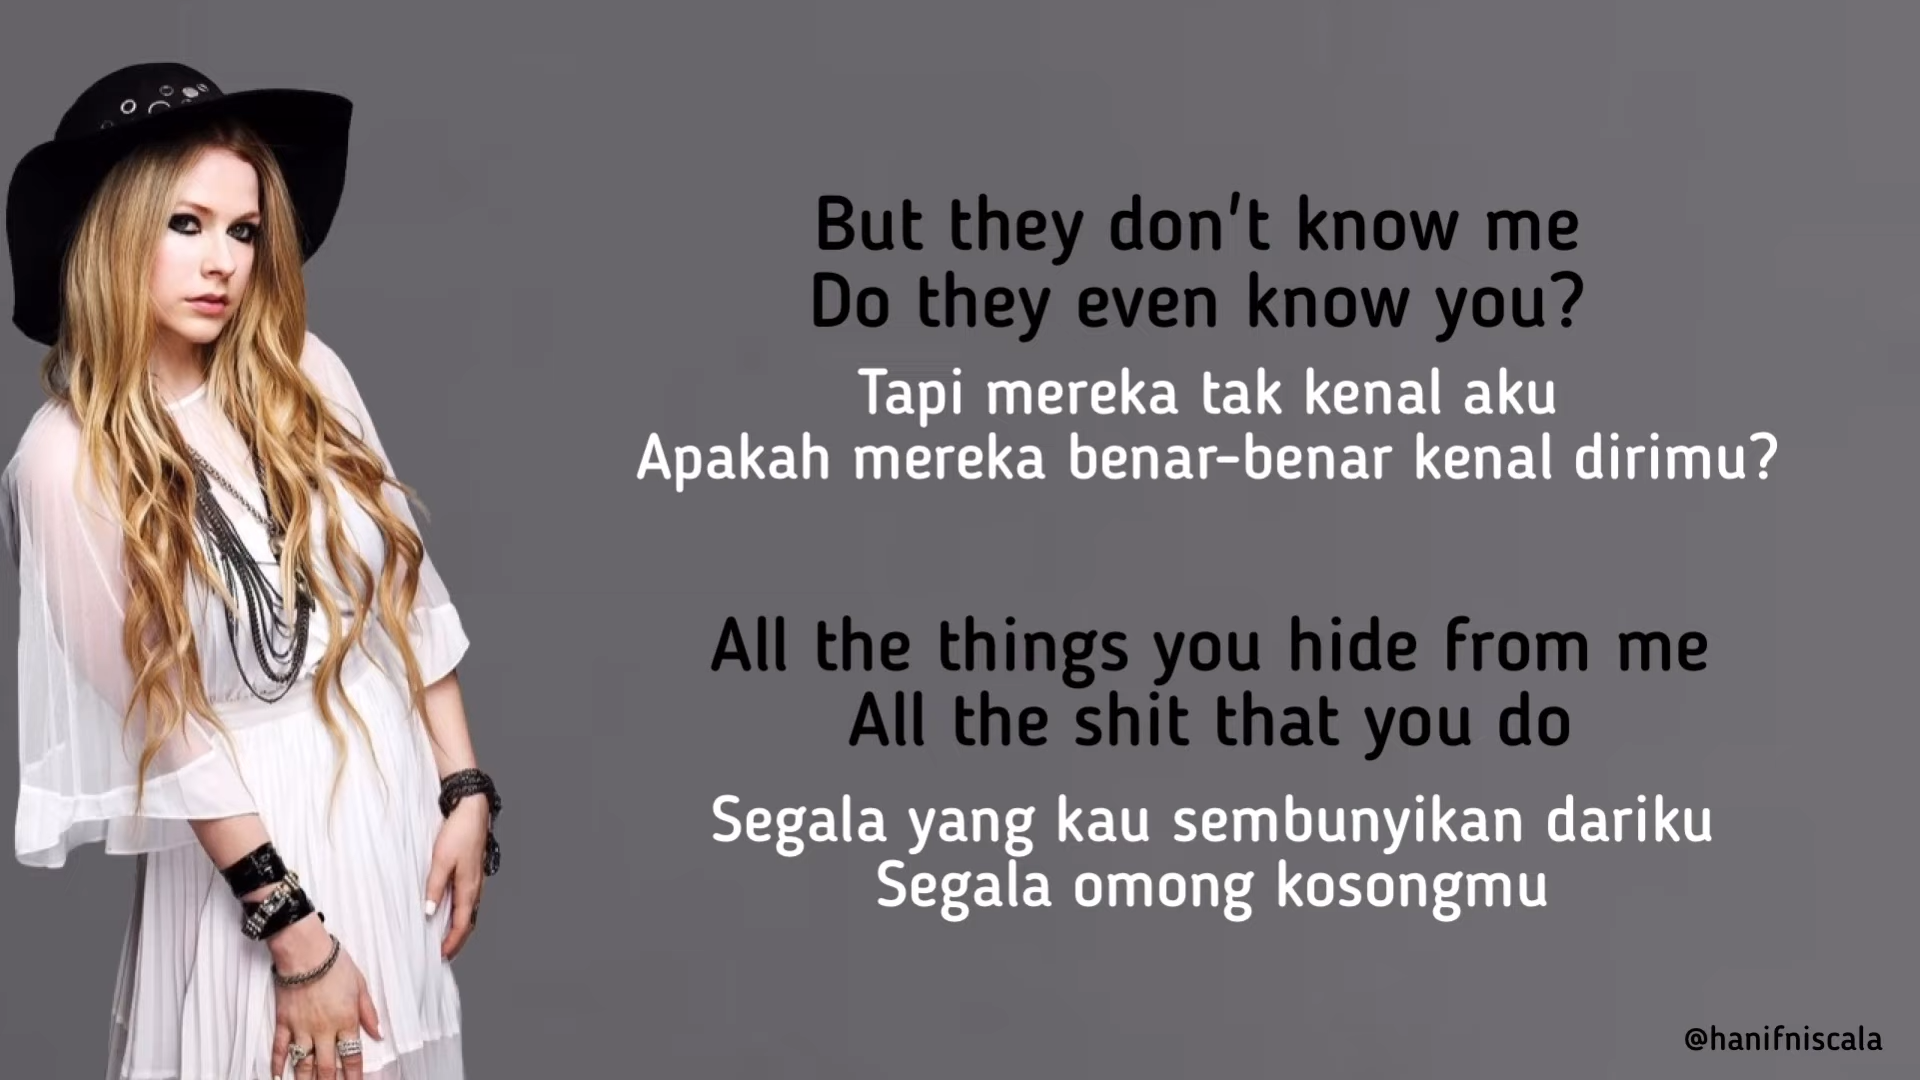 But they don't know me
Do they even know you?
Tapi mereka tak kenal aku
Apakah mereka benar-benar kenal dirimu?
All the things you hide from me
All the shit that you do
Segala yang kau sembunyikan dariku
Segala omong kosongmu
@hanifniscala